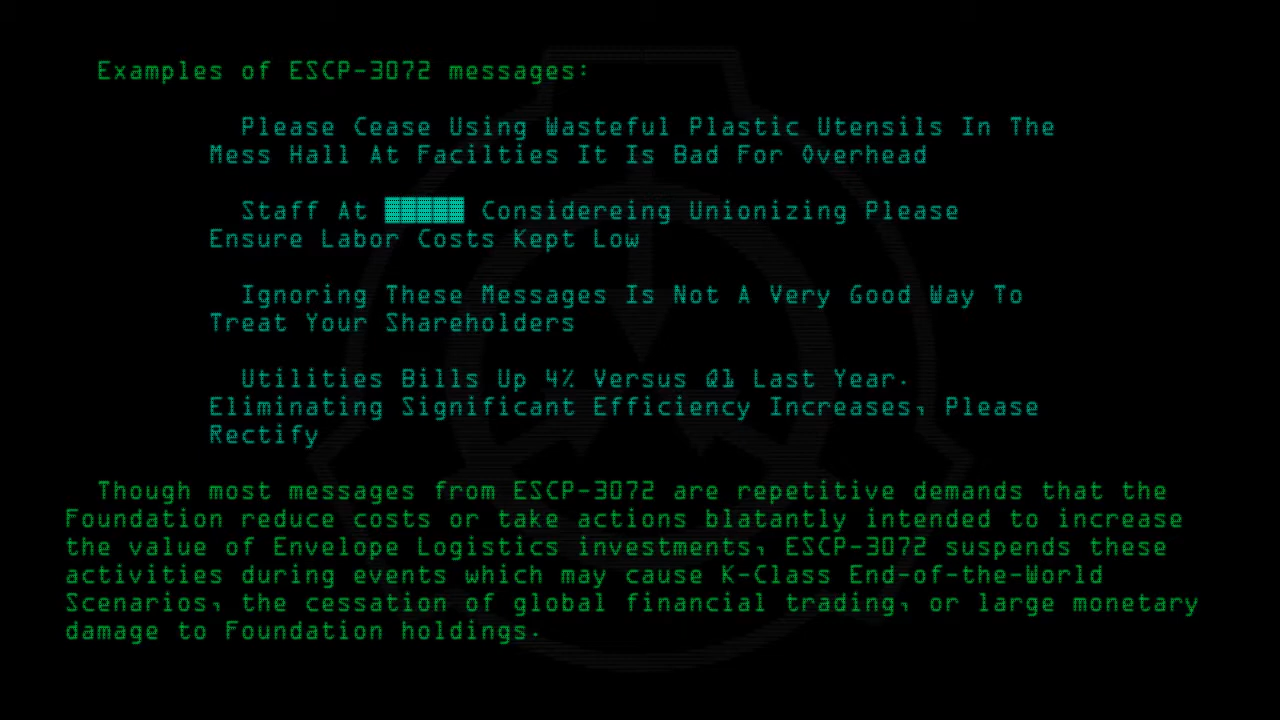 Examples of ESCP-3072 messages:
Please Cease Using Wasteful Plastic Utensils In The
Mess Hall At Facilties It Is Bad For Overhead
Staff At ▒▒▒▒▒ Considereing Unionizing Please
Ensure Labor Costs Kept Low
Ignoring These Messages Is Not A Very Good Way To
Treat Your Shareholders
Utilities Bills Up 4% Versus Q1 Last Year.
Eliminating Significant Efficiency Increases, Please
Rectify
Though most messages from ESCP-3072 are repetitive demands that the
Foundation reduce costs or take actions blatantly intended to increase
the value of Envelope Logistics investments, ESCP-3072 suspends these
activities during events which may cause K-Class End-of-the-World
Scenarios, the cessation of global financial trading, or large monetary
damage to Foundation holdings.